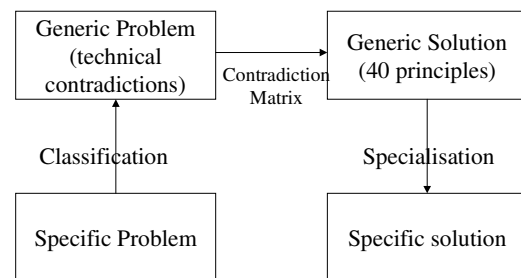 Generic Problem
(technical
contradictions)
Contradiction
Matrix
Generic Solution
(40 principles)
Classification
Specialisation
Specific Problem
Specific solution